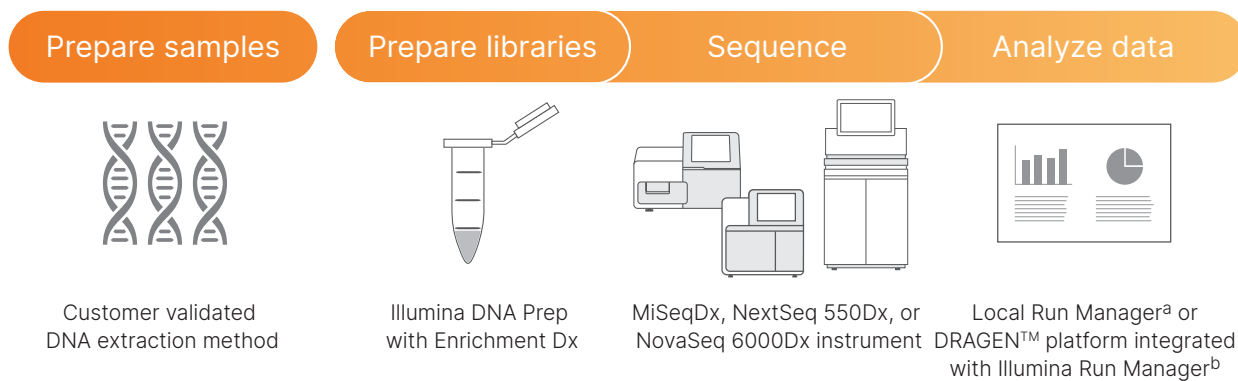 Prepare samples
Prepare libraries
Sequence
Analyze data
Customer validated
DNA extraction method
Illumina DNA Prep
with Enrichment Dx
MiSeqDx, NextSeq 550Dx, or
NovaSeq 6000Dx instrument
Local Run Managerᵃ or
DRAGEN™ platform integrated
with Illumina Run Managerᵇ